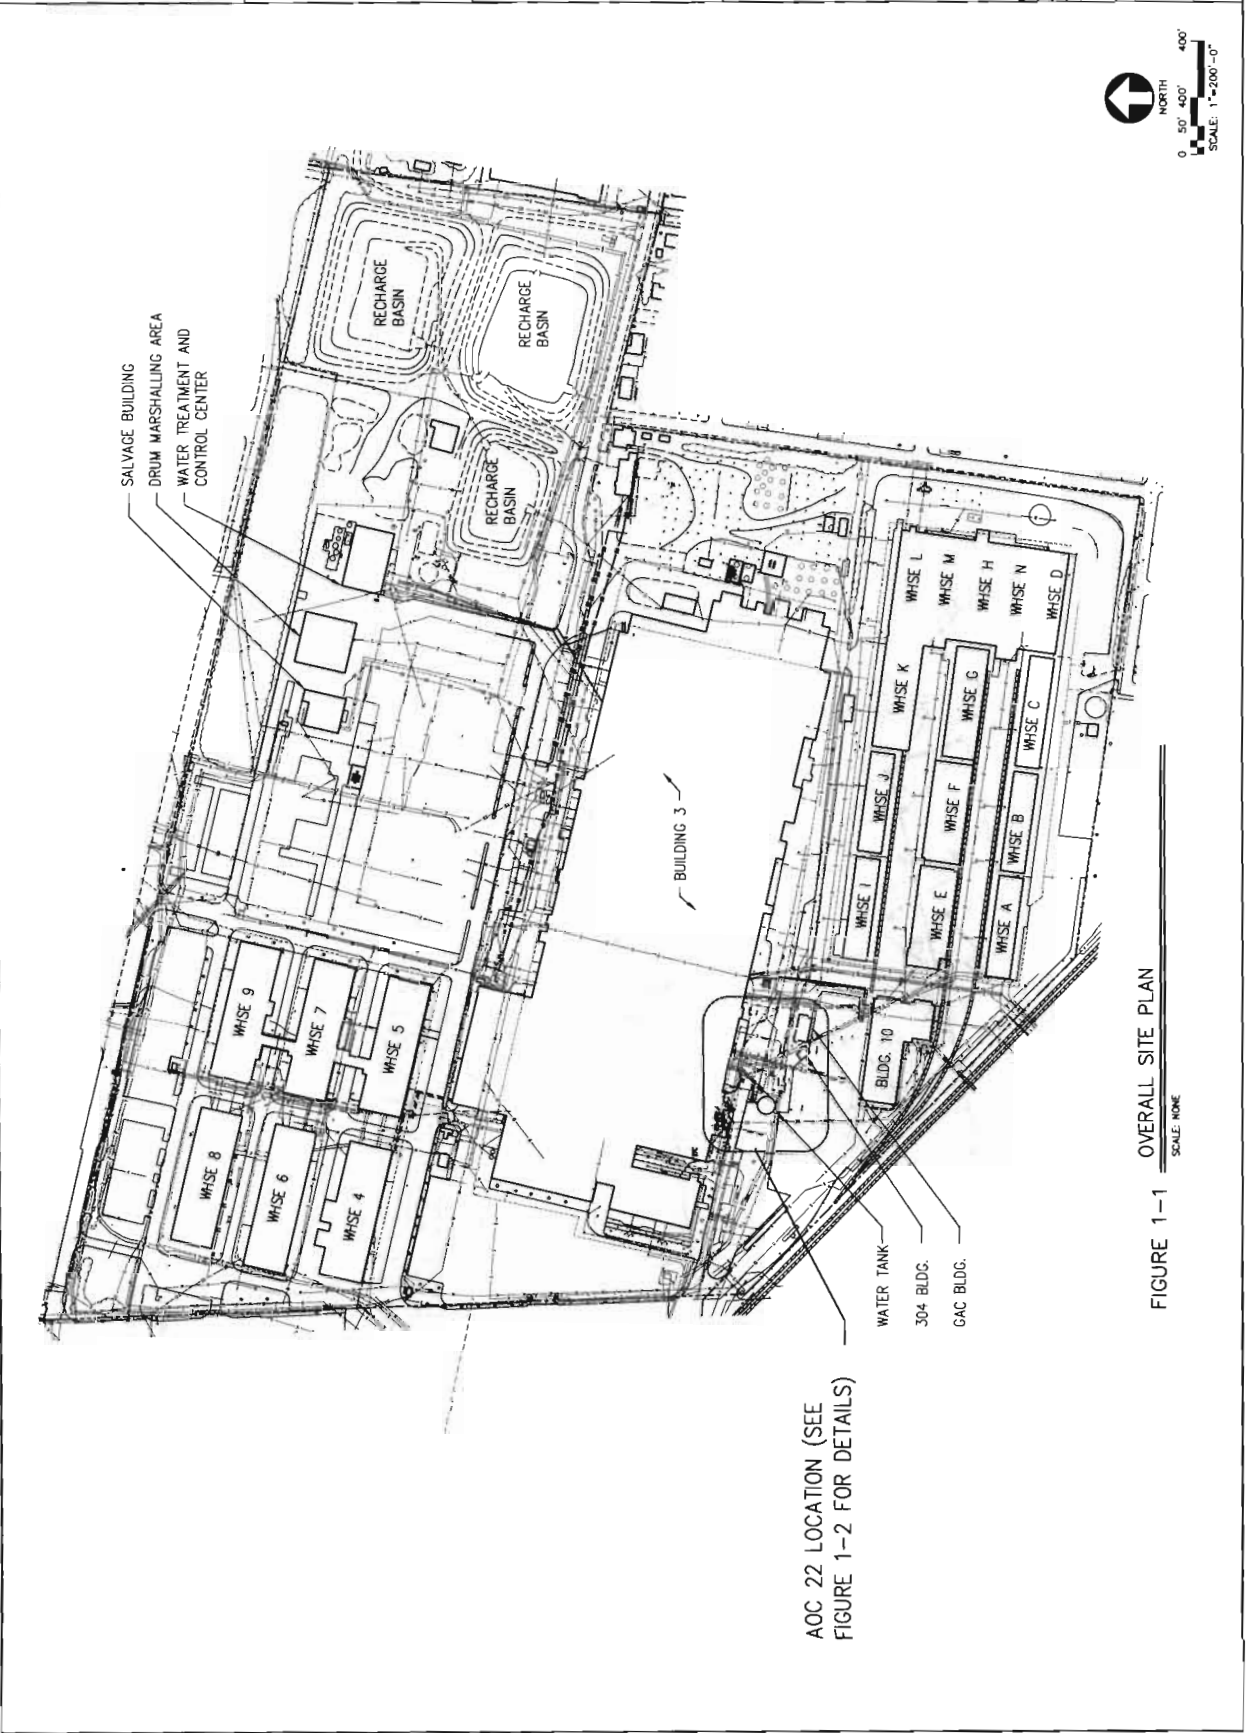 SALVAGE BUILDING
DRUM MARSHALLING AREA
WATER TREATMENT AND
CONTROL CENTER
RECHARGE
BASIN
RECHARGE
BASIN
RECHARGE
BASIN
WHSE 9
WHSE 7
WHSE 5
WHSE 8
WHSE 6
WHSE 4
BUILDING 3
WHSE L
WHSE M
WHSE H
WHSE N
WHSE D
WHSE K
WHSE G
WHSE C
WHSE J
WHSE F
WHSE B
WHSE I
WHSE E
WHSE A
BLDG. 10
WATER TANK
304 BLDG.
GAC BLDG.
AOC 22 LOCATION (SEE
FIGURE 1-2 FOR DETAILS)
FIGURE 1-1 OVERALL SITE PLAN
SCALE: NONE
NORTH
0 50' 400' 400'
SCALE: 1"=200'-0"